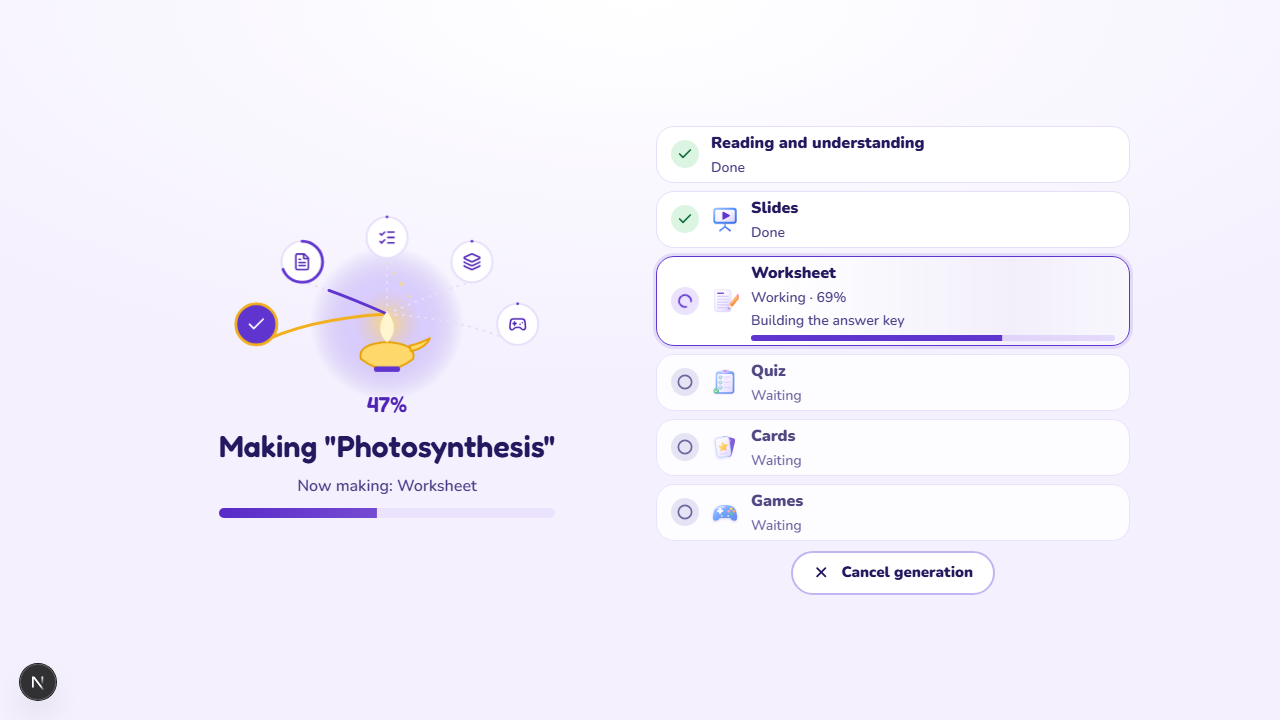 47%
Making "Photosynthesis"
Now making: Worksheet
Reading and understanding
Done
Slides
Done
Worksheet
Working · 69%
Building the answer key
Quiz
Waiting
Cards
Waiting
Games
Waiting
Cancel generation
N